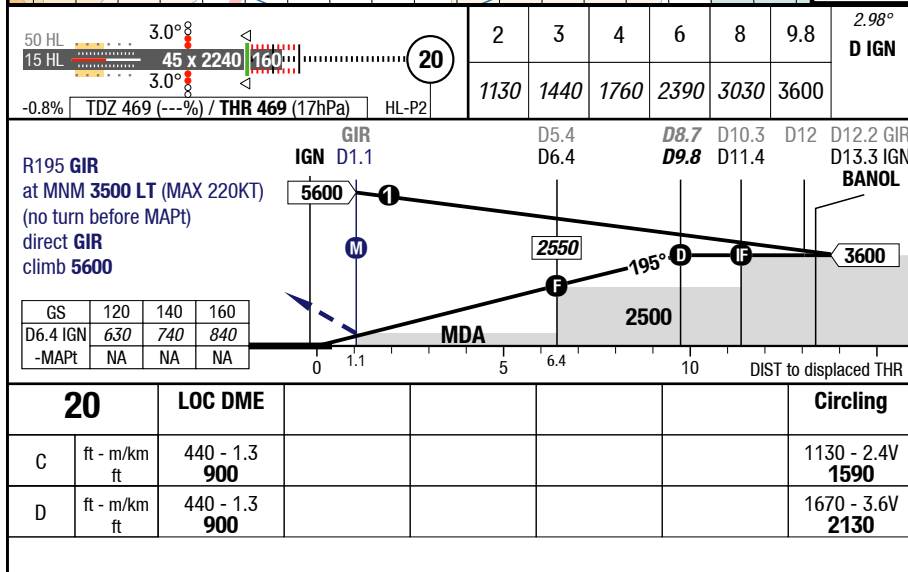 50 HL
15 HL
3.0°
45 x 2240
160
20
3.0°
-0.8%
TDZ 469 (---%) / THR 469 (17hPa)
HL-P2
2 3 4 6 8 9.8 2.98°
D IGN
1130 1440 1760 2390 3030 3600
GIR D5.4 D8.7 D10.3 D12 D12.2 GIR
IGN D1.1 D6.4 D9.8 D11.4 D13.3 IGN
BANOL
R195 GIR
at MNM 3500 LT (MAX 220KT)
(no turn before MAPt)
direct GIR
climb 5600
5600
1
M
2550
195°
D
IF
3600
F
2500
MDA
GS 120 140 160
D6.4 IGN 630 740 840
-MAPt NA NA NA
0 1.1 5 6.4 10 DIST to displaced THR
20 LOC DME Circling
C ft - m/km 440 - 1.3 1130 - 2.4V
ft 900 1590
D ft - m/km 440 - 1.3 1670 - 3.6V
ft 900 2130